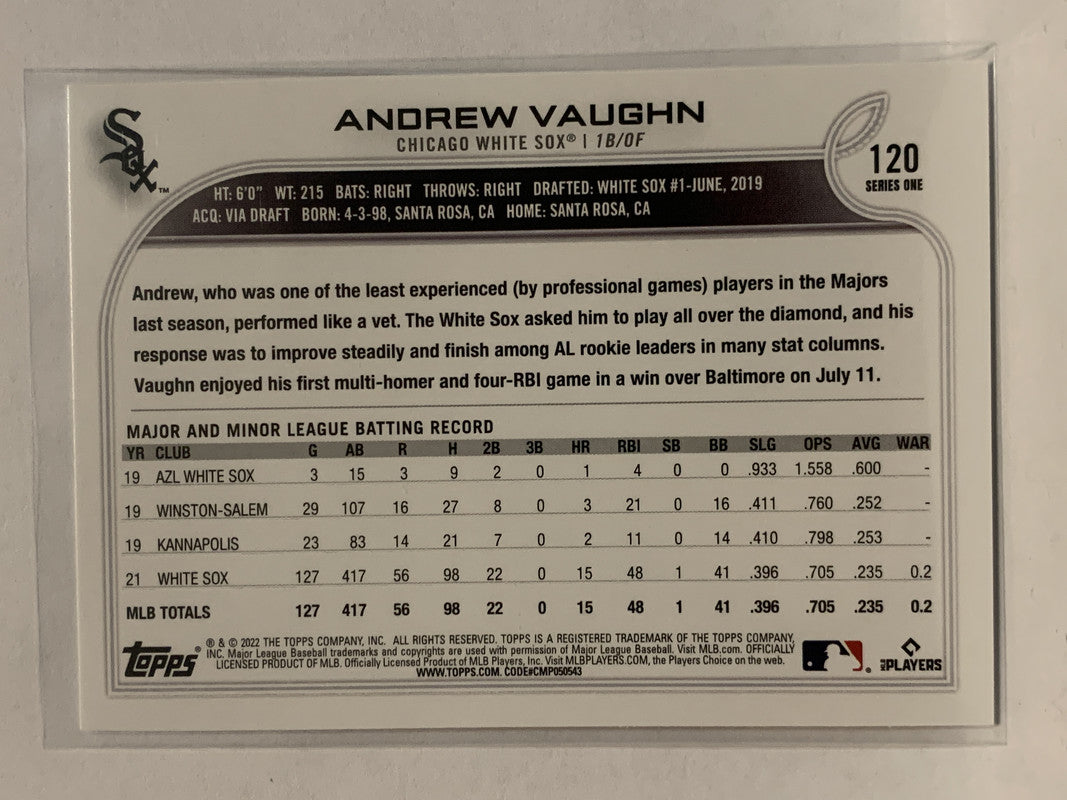 Sox™
ANDREW VAUGHN
CHICAGO WHITE SOX® | 1B/OF
120
SERIES ONE
HT: 6'0" WT: 215 BATS: RIGHT THROWS: RIGHT DRAFTED: WHITE SOX #1-JUNE, 2019
ACQ: VIA DRAFT BORN: 4-3-98, SANTA ROSA, CA HOME: SANTA ROSA, CA
Andrew, who was one of the least experienced (by professional games) players in the Majors
last season, performed like a vet. The White Sox asked him to play all over the diamond, and his
response was to improve steadily and finish among AL rookie leaders in many stat columns.
Vaughn enjoyed his first multi-homer and four-RBI game in a win over Baltimore on July 11.
MAJOR AND MINOR LEAGUE BATTING RECORD
YR CLUB G AB R H 2B 3B HR RBI SB BB SLG OPS AVG WAR
19 AZL WHITE SOX 3 15 3 9 2 0 1 4 0 0 .933 1.558 .600 -
19 WINSTON-SALEM 29 107 16 27 8 0 3 21 0 16 .411 .760 .252 -
19 KANNAPOLIS 23 83 14 21 7 0 2 11 0 14 .410 .798 .253 -
21 WHITE SOX 127 417 56 98 22 0 15 48 1 41 .396 .705 .235 0.2
MLB TOTALS 127 417 56 98 22 0 15 48 1 41 .396 .705 .235 0.2
topps®
® & © 2022 THE TOPPS COMPANY, INC. ALL RIGHTS RESERVED. TOPPS IS A REGISTERED TRADEMARK OF THE TOPPS COMPANY,
INC. Major League Baseball trademarks and copyrights are used with permission of Major League Baseball. Visit MLB.com. OFFICIALLY
LICENSED PRODUCT OF MLB. Officially Licensed Product of MLB Players, Inc. Visit MLBPLAYERS.COM, the Players Choice on the web.
WWW.TOPPS.COM. CODE#CMP050543
MLB PLAYERS